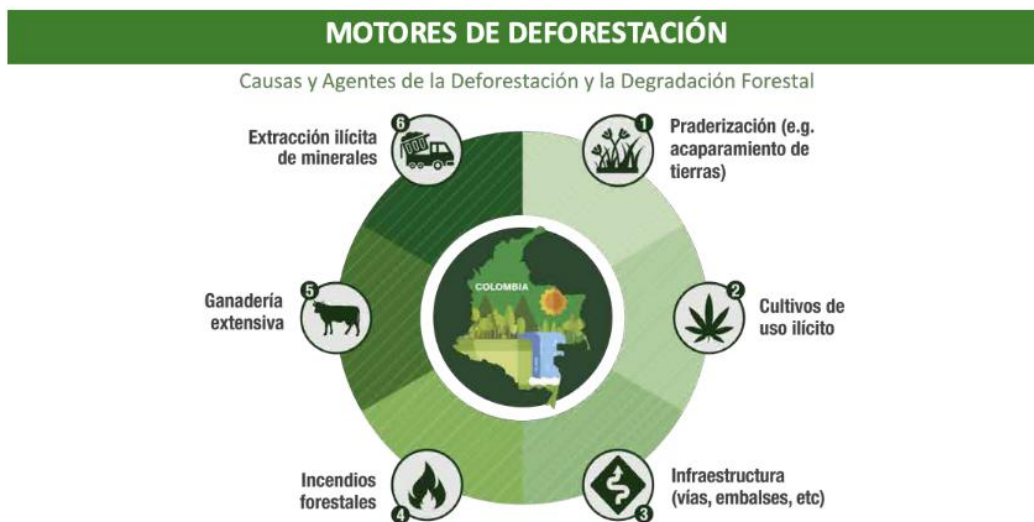 MOTORES DE DEFORESTACIÓN
Causas y Agentes de la Deforestación y la Degradación Forestal
1
Praderización (e.g.
acaparamiento de
tierras)
2
Cultivos de
uso ilícito
3
Infraestructura
(vías, embalses, etc)
4
Incendios
forestales
5
Ganadería
extensiva
6
Extracción ilícita
de minerales
COLOMBIA